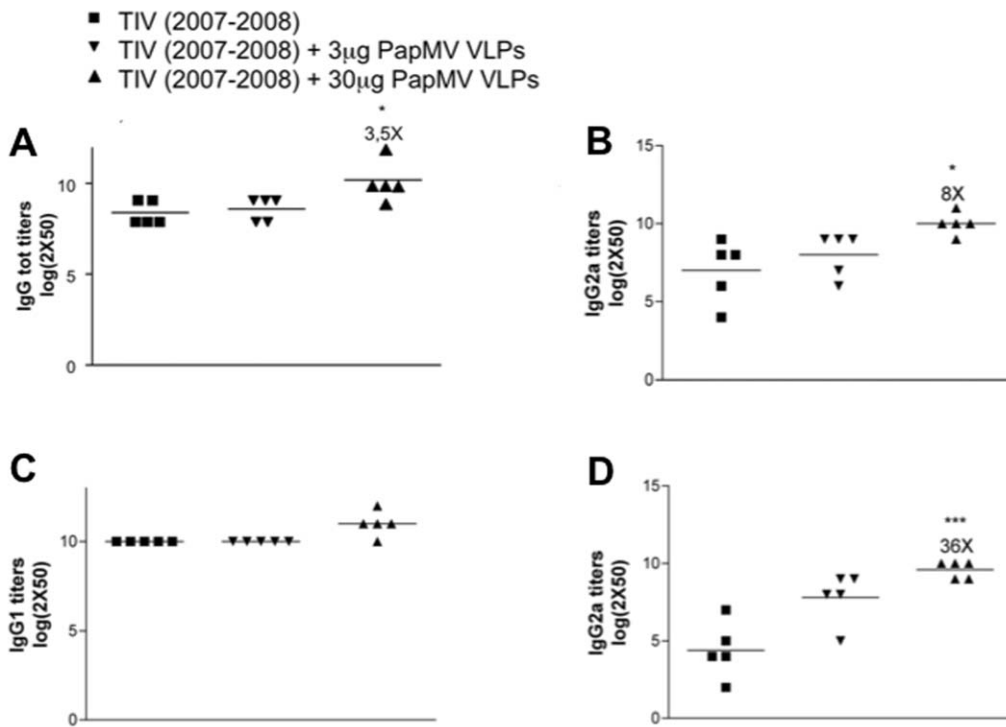 TIV (2007-2008)
TIV (2007-2008) + 3µg PapMV VLPs
TIV (2007-2008) + 30µg PapMV VLPs
A
*
3,5X
IgG tot titers
log(2X50)
10
5
0
B
*
8X
IgG2a titers
log(2X50)
15
10
5
0
C
IgG1 titers
log(2X50)
10
5
0
D
***
36X
IgG2a titers
log(2X50)
15
10
5
0